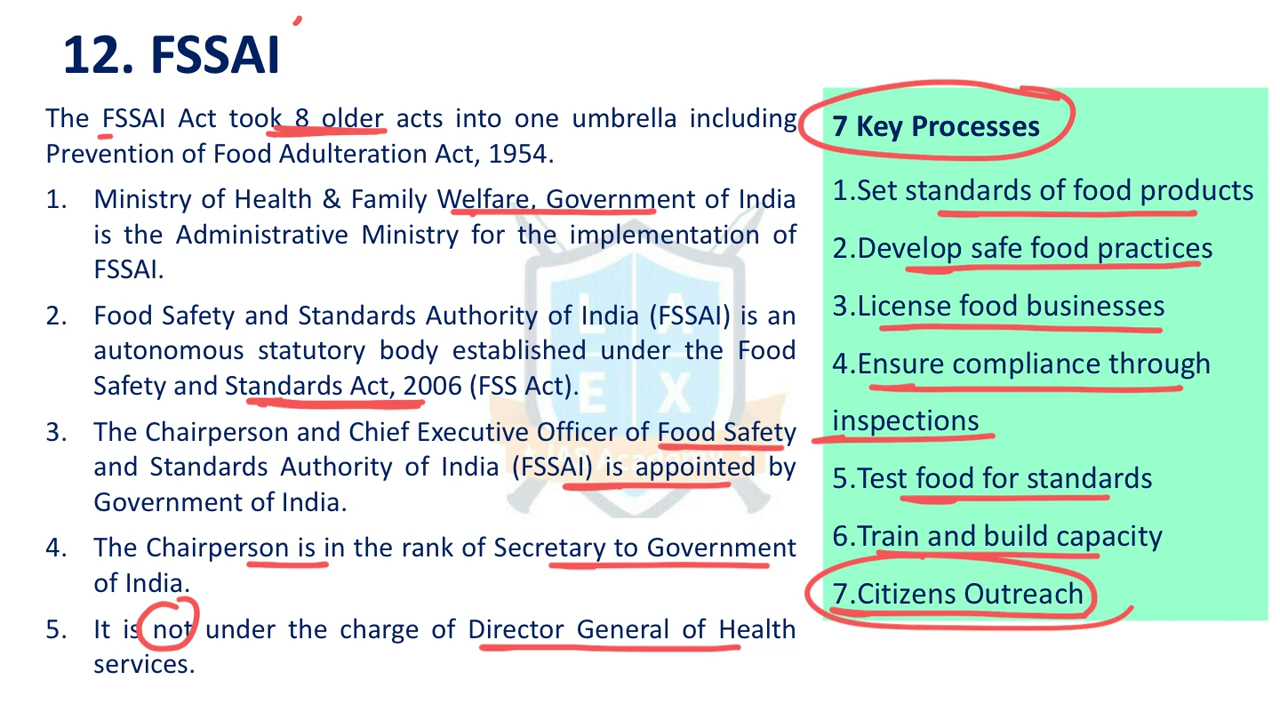 12. FSSAI
The FSSAI Act took 8 older acts into one umbrella including
Prevention of Food Adulteration Act, 1954.
1. Ministry of Health & Family Welfare, Government of India
is the Administrative Ministry for the implementation of
FSSAI.
2. Food Safety and Standards Authority of India (FSSAI) is an
autonomous statutory body established under the Food
Safety and Standards Act, 2006 (FSS Act).
3. The Chairperson and Chief Executive Officer of Food Safety
and Standards Authority of India (FSSAI) is appointed by
Government of India.
4. The Chairperson is in the rank of Secretary to Government
of India.
5. It is not under the charge of Director General of Health
services.
7 Key Processes
1.Set standards of food products
2.Develop safe food practices
3.License food businesses
4.Ensure compliance through
inspections
5.Test food for standards
6.Train and build capacity
7.Citizens Outreach
L A
E X